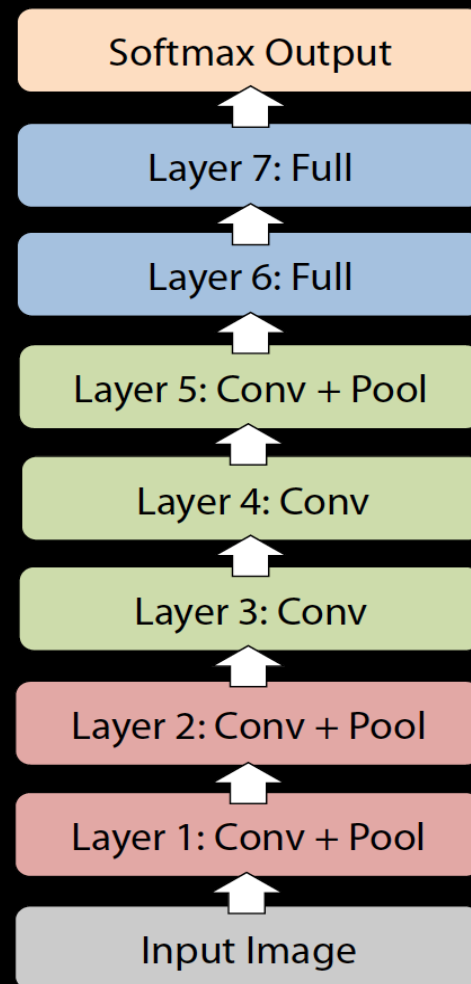 Softmax Output
Layer 7: Full
Layer 6: Full
Layer 5: Conv + Pool
Layer 4: Conv
Layer 3: Conv
Layer 2: Conv + Pool
Layer 1: Conv + Pool
Input Image